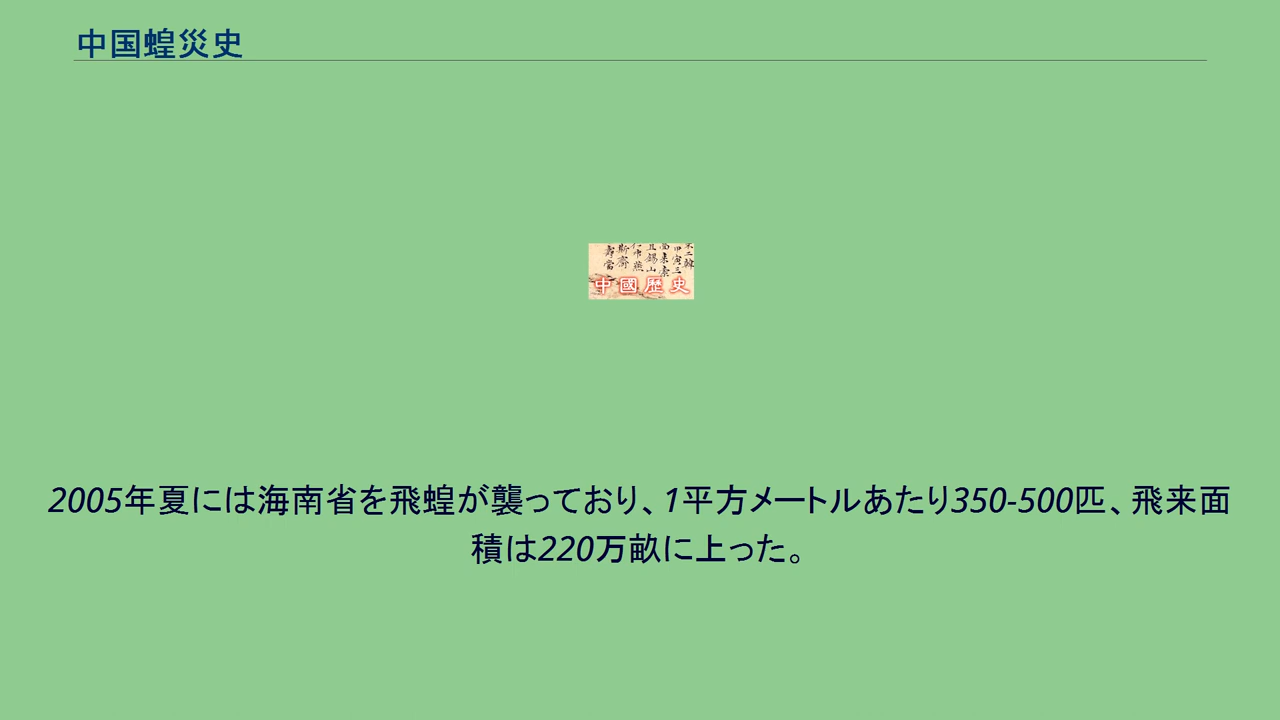 中国蝗災史
中國歷史
2005年夏には海南省を飛蝗が襲っており、1平方メートルあたり350-500匹、飛来面
積は220万畝に上った。